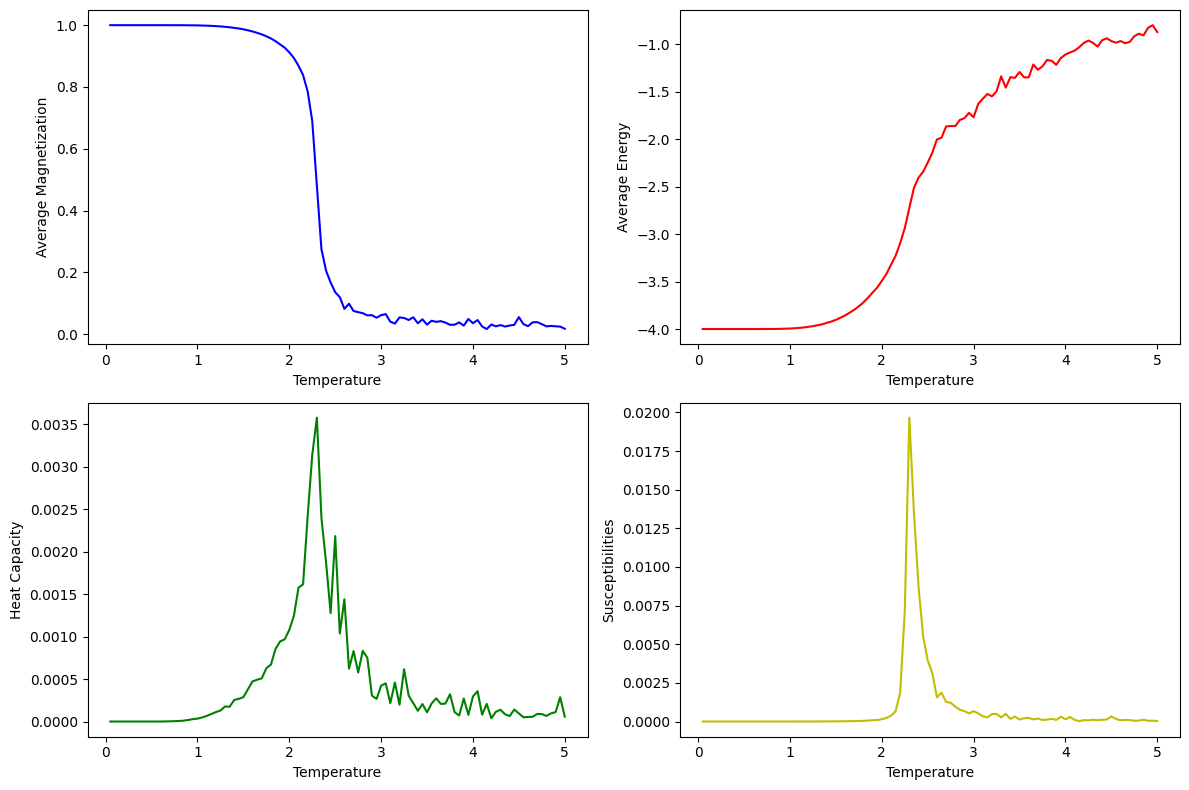 1.0
0.8
0.6
0.4
0.2
0.0
Average Magnetization
0 1 2 3 4 5
Temperature
−1.0
−1.5
−2.0
−2.5
−3.0
−3.5
−4.0
Average Energy
0 1 2 3 4 5
Temperature
0.0035
0.0030
0.0025
0.0020
0.0015
0.0010
0.0005
0.0000
Heat Capacity
0 1 2 3 4 5
Temperature
0.0200
0.0175
0.0150
0.0125
0.0100
0.0075
0.0050
0.0025
0.0000
Susceptibilities
0 1 2 3 4 5
Temperature